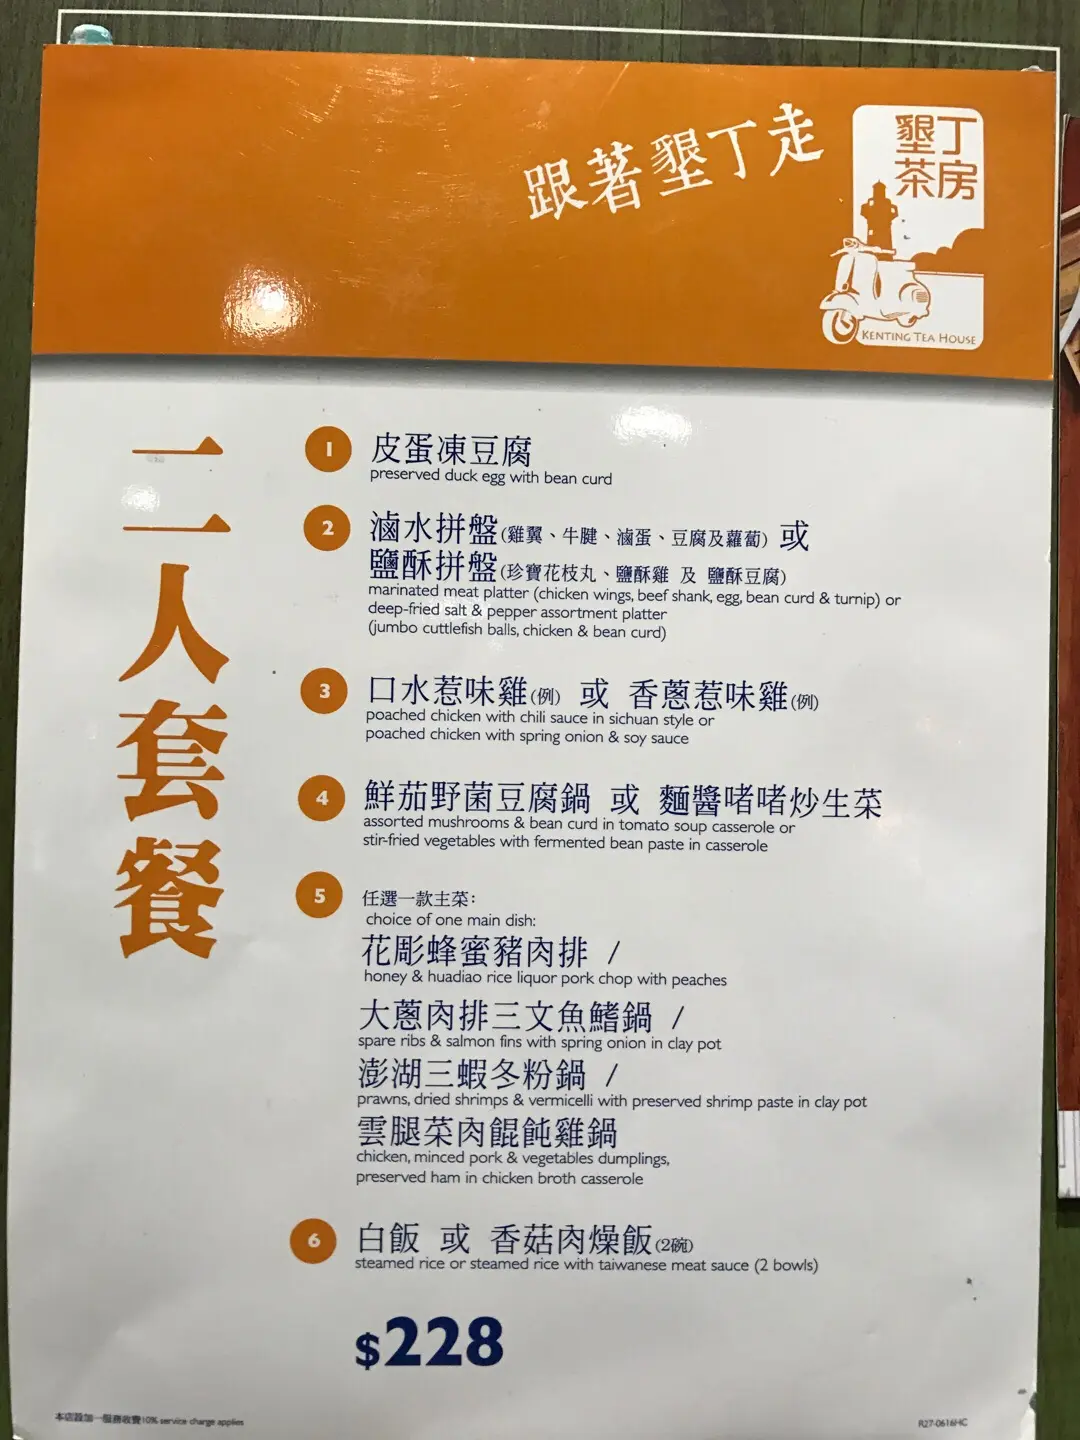 跟著墾丁走
墾丁
茶房
KENTING TEA HOUSE
二人套餐
1 皮蛋凍豆腐
preserved duck egg with bean curd
2 滷水拼盤(雞翼、牛腱、滷蛋、豆腐及蘿蔔) 或
鹽酥拼盤(珍寶花枝丸、鹽酥雞 及 鹽酥豆腐)
marinated meat platter (chicken wings, beef shank, egg, bean curd & turnip) or
deep-fried salt & pepper assortment platter
(jumbo cuttlefish balls, chicken & bean curd)
3 口水惹味雞(例) 或 香蔥惹味雞(例)
poached chicken with chili sauce in sichuan style or
poached chicken with spring onion & soy sauce
4 鮮茄野菌豆腐鍋 或 麵醬啫啫炒生菜
assorted mushrooms & bean curd in tomato soup casserole or
stir-fried vegetables with fermented bean paste in casserole
5 任選一款主菜:
choice of one main dish:
花彫蜂蜜豬肉排 /
honey & huadiao rice liquor pork chop with peaches
大蔥肉排三文魚鰭鍋 /
spare ribs & salmon fins with spring onion in clay pot
澎湖三蝦冬粉鍋 /
prawns, dried shrimps & vermicelli with preserved shrimp paste in clay pot
雲腿菜肉餛飩雞鍋
chicken, minced pork & vegetables dumplings,
preserved ham in chicken broth casserole
6 白飯 或 香菇肉燥飯(2碗)
steamed rice or steamed rice with taiwanese meat sauce (2 bowls)
$228
本店設加一服務收費10% service charge applies
R27-0616HC